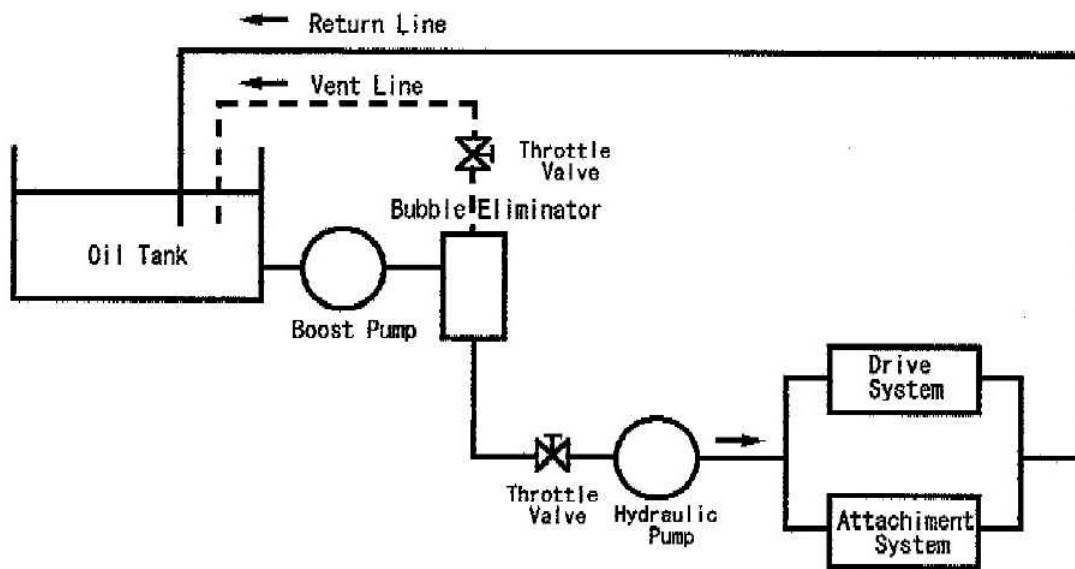 Return Line
Vent Line
Throttle
Valve
Bubble Eliminator
Oil Tank
Boost Pump
Drive
System
Throttle
Valve
Hydraulic
Pump
Attachiment
System